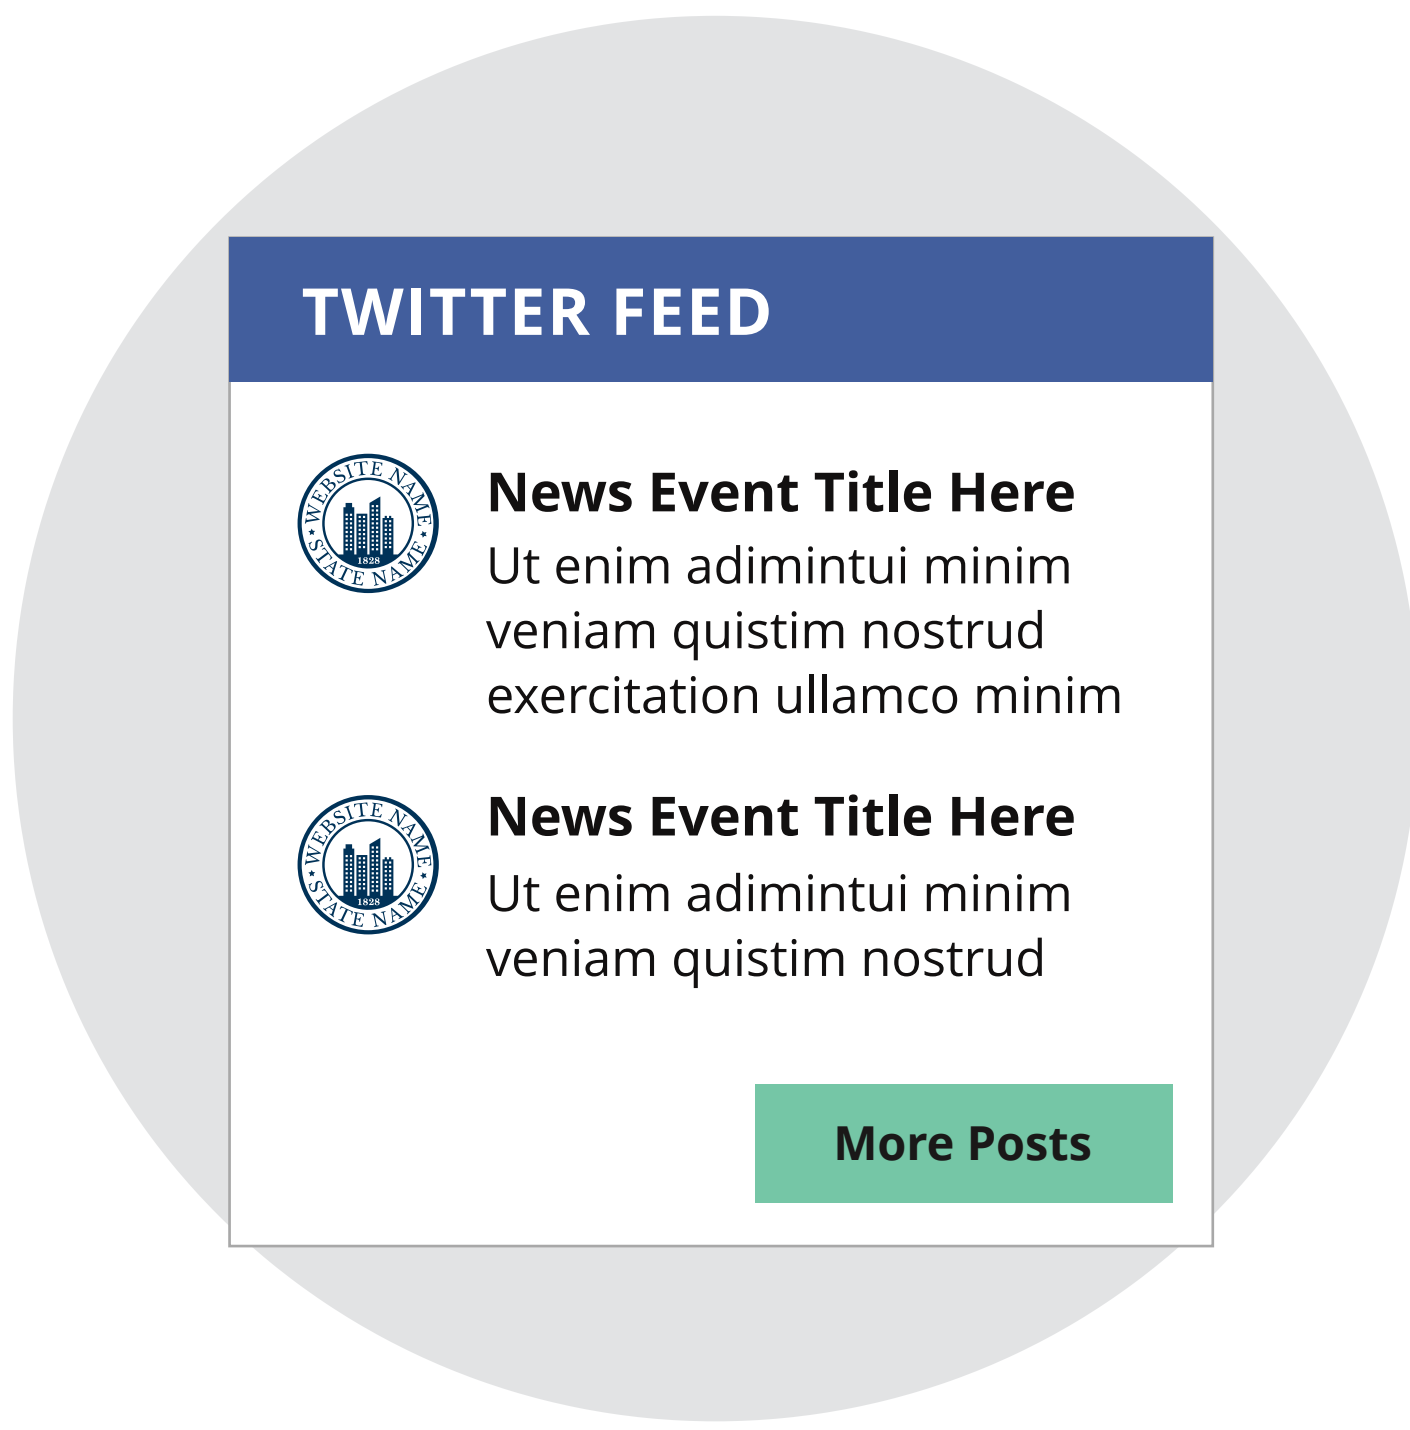 TWITTER FEED
WEBSITE NAME
STATE NAME
1828
News Event Title Here
Ut enim adimintui minim
veniam quistim nostrud
exercitation ullamco minim
WEBSITE NAME
STATE NAME
1828
News Event Title Here
Ut enim adimintui minim
veniam quistim nostrud
More Posts